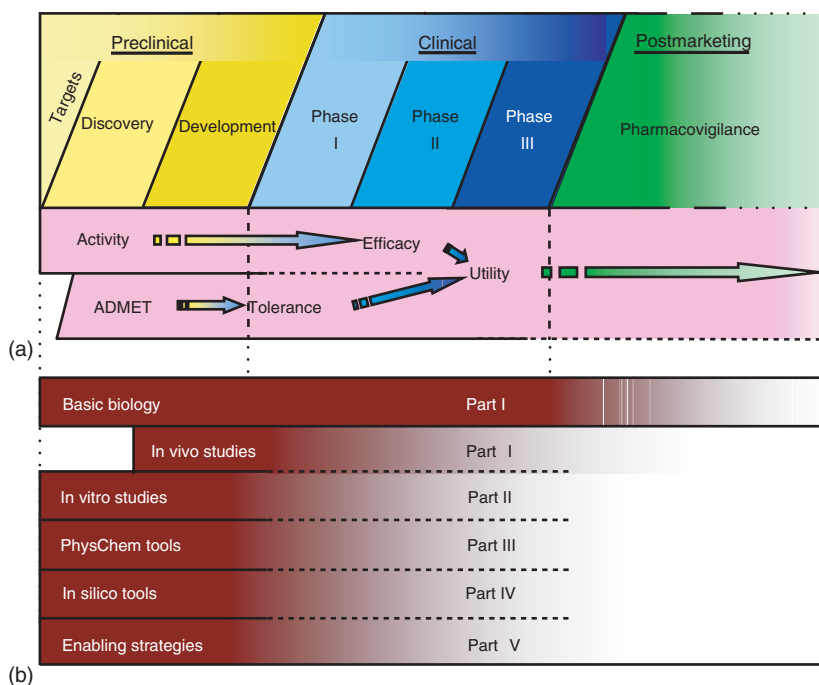 Preclinical
Clinical
Postmarketing
Targets
Discovery
Development
Phase
I
Phase
II
Phase
III
Pharmacovigilance
Activity
Efficacy
Utility
ADMET
Tolerance
(a)
Basic biology Part I
In vivo studies Part I
In vitro studies Part II
PhysChem tools Part III
In silico tools Part IV
Enabling strategies Part V
(b)